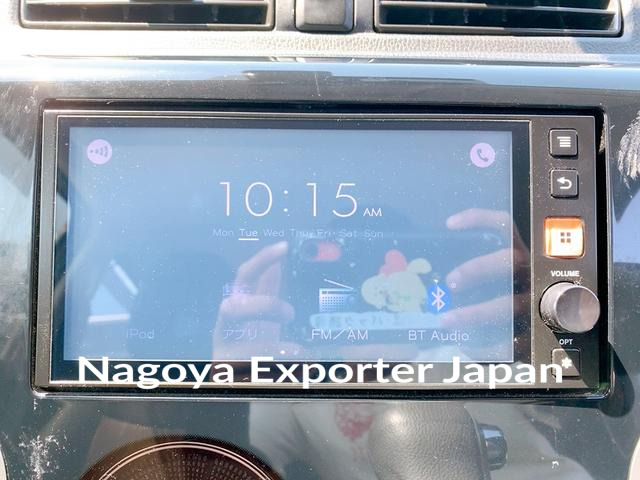 10:15 AM
Mon Tue Wed Thu Fri Sat Sun
VOLUME
iPod
アプリ
FM/AM
BT Audio
OPT
Nagoya Exporter Japan